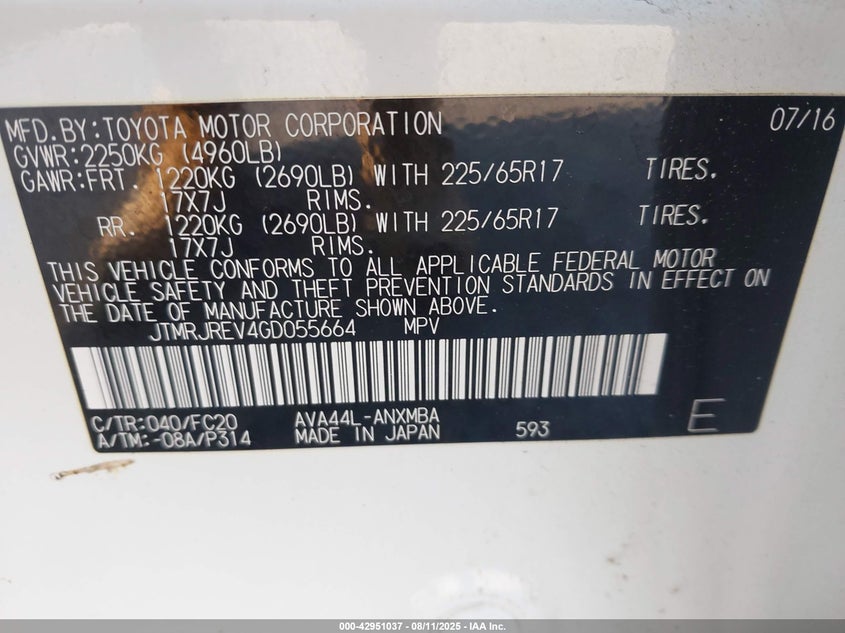 MFD.BY:TOYOTA MOTOR CORPORATION 07/16
GVWR:2250KG (4960LB)
GAWR:FRT. 1220KG (2690LB) WITH 225/65R17 TIRES.
17X7J RIMS.
RR. 1220KG (2690LB) WITH 225/65R17 TIRES.
17X7J RIMS.
THIS VEHICLE CONFORMS TO ALL APPLICABLE FEDERAL MOTOR
VEHICLE SAFETY AND THEFT PREVENTION STANDARDS IN EFFECT ON
THE DATE OF MANUFACTURE SHOWN ABOVE.
JTMRJREV4GD055664 MPV
C/TR:040/FC20 AVA44L-ANXMBA
A/TM:-08A/P314 MADE IN JAPAN 593 E
000-42951037 - 08/11/2025 - IAA Inc.